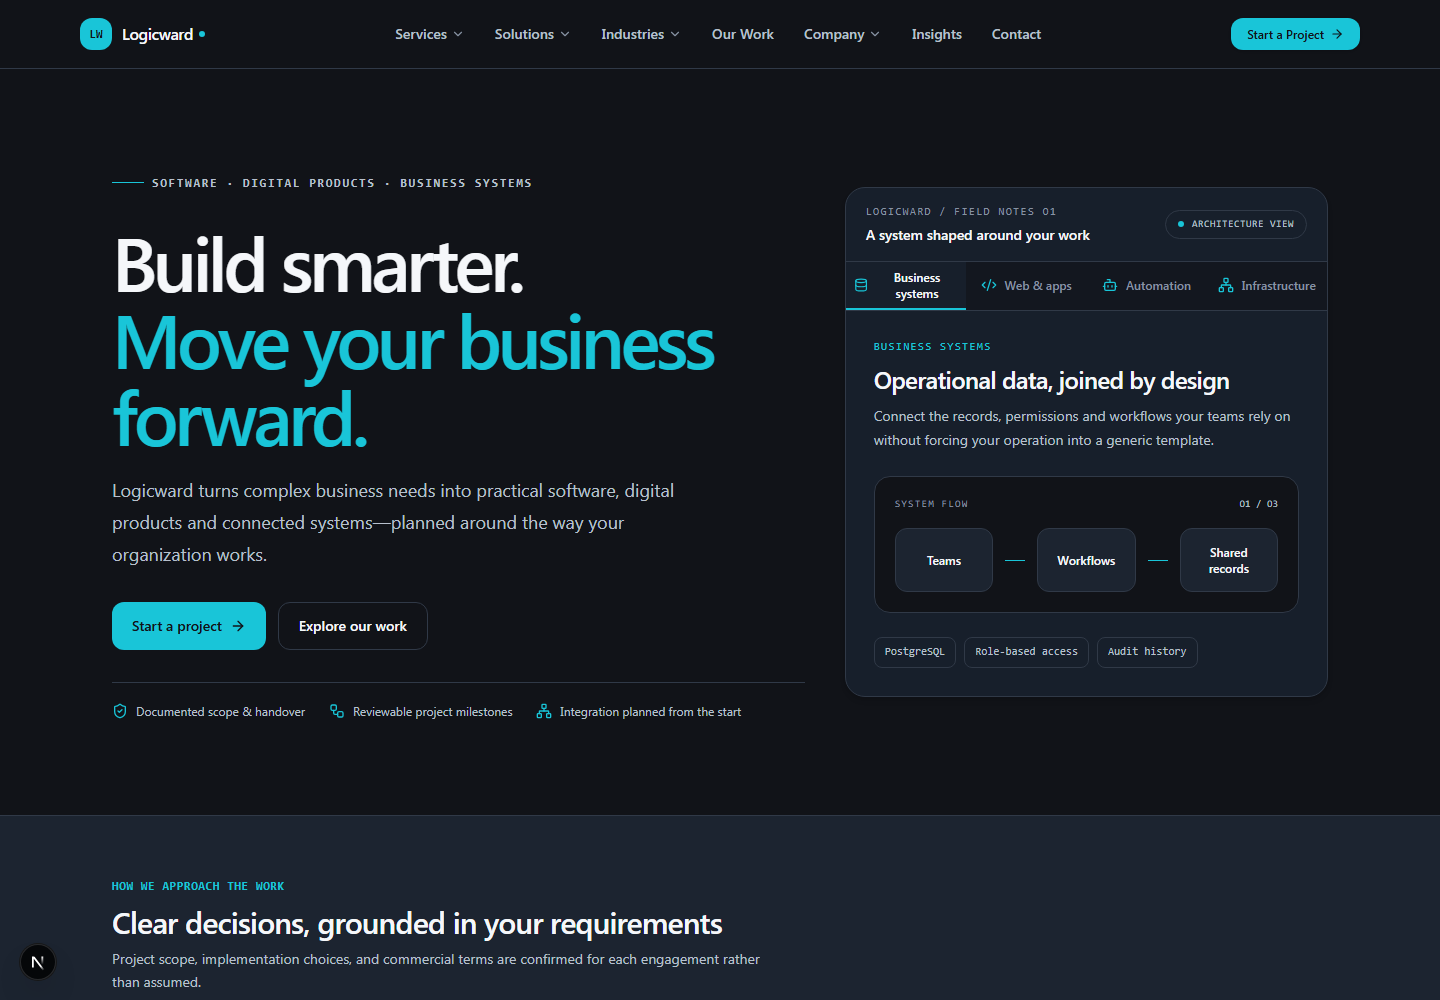 LW Logicward
Services Solutions Industries Our Work Company Insights Contact
Start a Project
SOFTWARE · DIGITAL PRODUCTS · BUSINESS SYSTEMS
Build smarter.
Move your business
forward.
Logicward turns complex business needs into practical software, digital
products and connected systems—planned around the way your
organization works.
Start a project
Explore our work
Documented scope & handover
Reviewable project milestones
Integration planned from the start
LOGICWARD / FIELD NOTES 01
A system shaped around your work
ARCHITECTURE VIEW
Business
systems
Web & apps
Automation
Infrastructure
BUSINESS SYSTEMS
Operational data, joined by design
Connect the records, permissions and workflows your teams rely on
without forcing your operation into a generic template.
SYSTEM FLOW
01 / 03
Teams
Workflows
Shared
records
PostgreSQL
Role-based access
Audit history
HOW WE APPROACH THE WORK
Clear decisions, grounded in your requirements
Project scope, implementation choices, and commercial terms are confirmed for each engagement rather
than assumed.
N